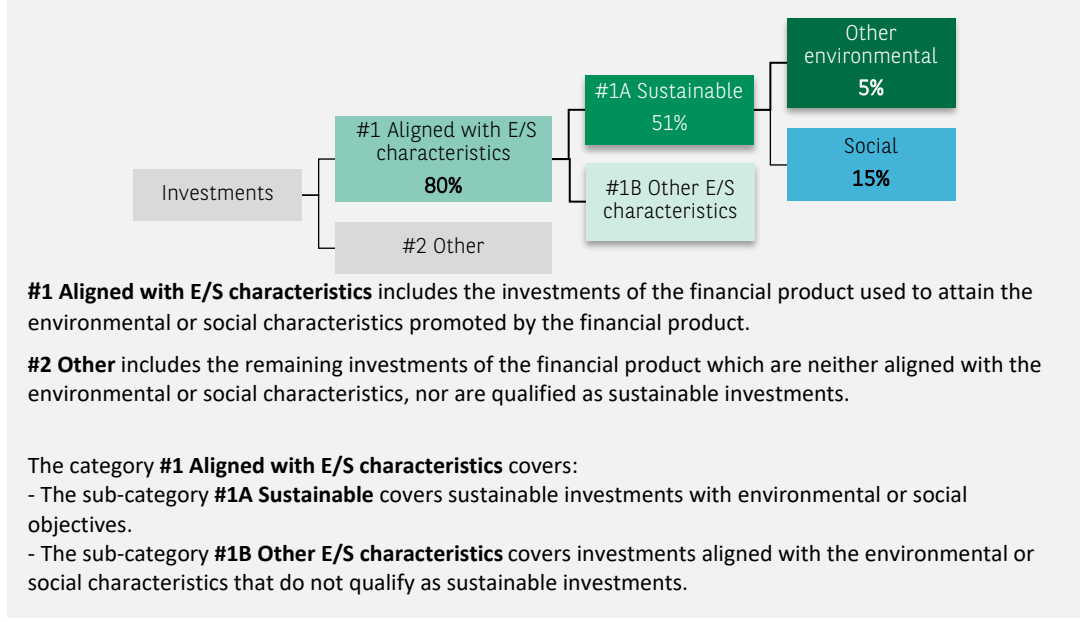 Other
environmental
5%
#1A Sustainable
51%
#1 Aligned with E/S
characteristics
80%
Social
15%
Investments
#1B Other E/S
characteristics
#2 Other
#1 Aligned with E/S characteristics includes the investments of the financial product used to attain the
environmental or social characteristics promoted by the financial product.
#2 Other includes the remaining investments of the financial product which are neither aligned with the
environmental or social characteristics, nor are qualified as sustainable investments.
The category #1 Aligned with E/S characteristics covers:
- The sub-category #1A Sustainable covers sustainable investments with environmental or social
objectives.
- The sub-category #1B Other E/S characteristics covers investments aligned with the environmental or
social characteristics that do not qualify as sustainable investments.